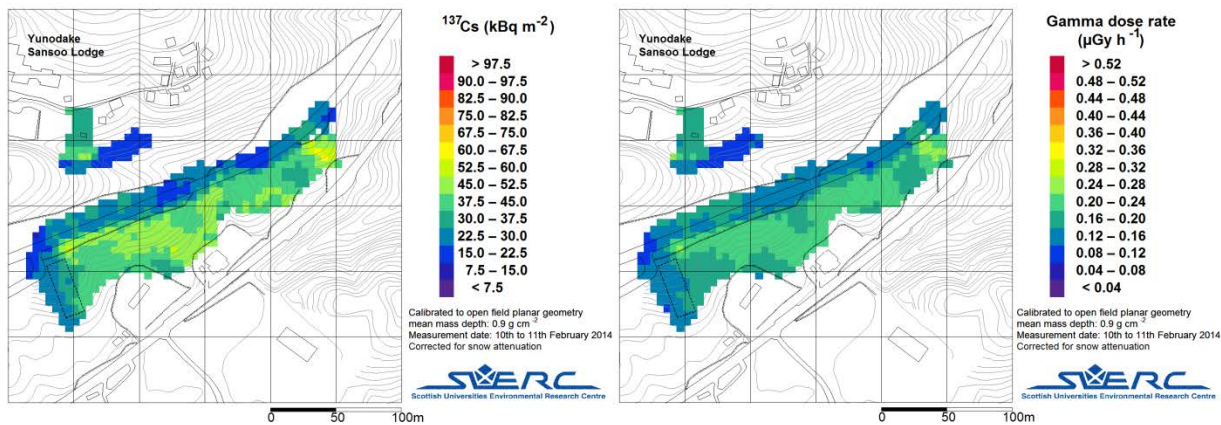 Yunodake
Sansoo Lodge
137Cs (kBq m-2)
> 97.5
90.0 – 97.5
82.5 – 90.0
75.0 – 82.5
67.5 – 75.0
60.0 – 67.5
52.5 – 60.0
45.0 – 52.5
37.5 – 45.0
30.0 – 37.5
22.5 – 30.0
15.0 – 22.5
7.5 – 15.0
< 7.5
Calibrated to open field planar geometry
mean mass depth: 0.9 g cm-2
Measurement date: 10th to 11th February 2014
Corrected for snow attenuation
SUERC
Scottish Universities Environmental Research Centre
0 50 100m
Yunodake
Sansoo Lodge
Gamma dose rate
(µGy h-1)
> 0.52
0.48 – 0.52
0.44 – 0.48
0.40 – 0.44
0.36 – 0.40
0.32 – 0.36
0.28 – 0.32
0.24 – 0.28
0.20 – 0.24
0.16 – 0.20
0.12 – 0.16
0.08 – 0.12
0.04 – 0.08
< 0.04
Calibrated to open field planar geometry
mean mass depth: 0.9 g cm-2
Measurement date: 10th to 11th February 2014
Corrected for snow attenuation
SUERC
Scottish Universities Environmental Research Centre
0 50 100m